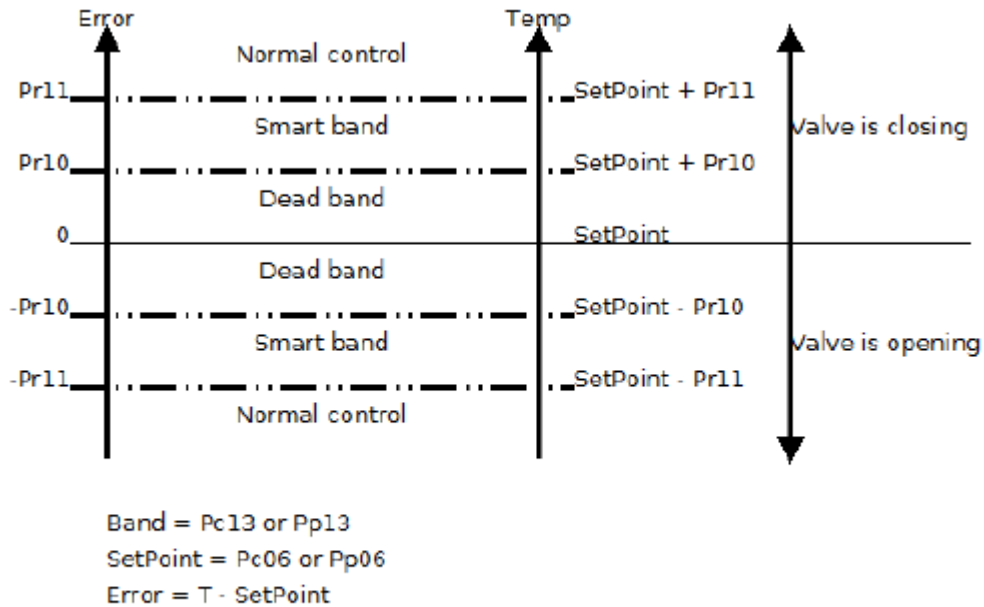 Error Temp
Normal control
Pr11 SetPoint + Pr11
Smart band Valve is closing
Pr10 SetPoint + Pr10
Dead band
0 SetPoint
Dead band
-Pr10 SetPoint - Pr10
Smart band Valve is opening
-Pr11 SetPoint - Pr11
Normal control
Band = Pc13 or Pp13
SetPoint = Pc06 or Pp06
Error = T - SetPoint